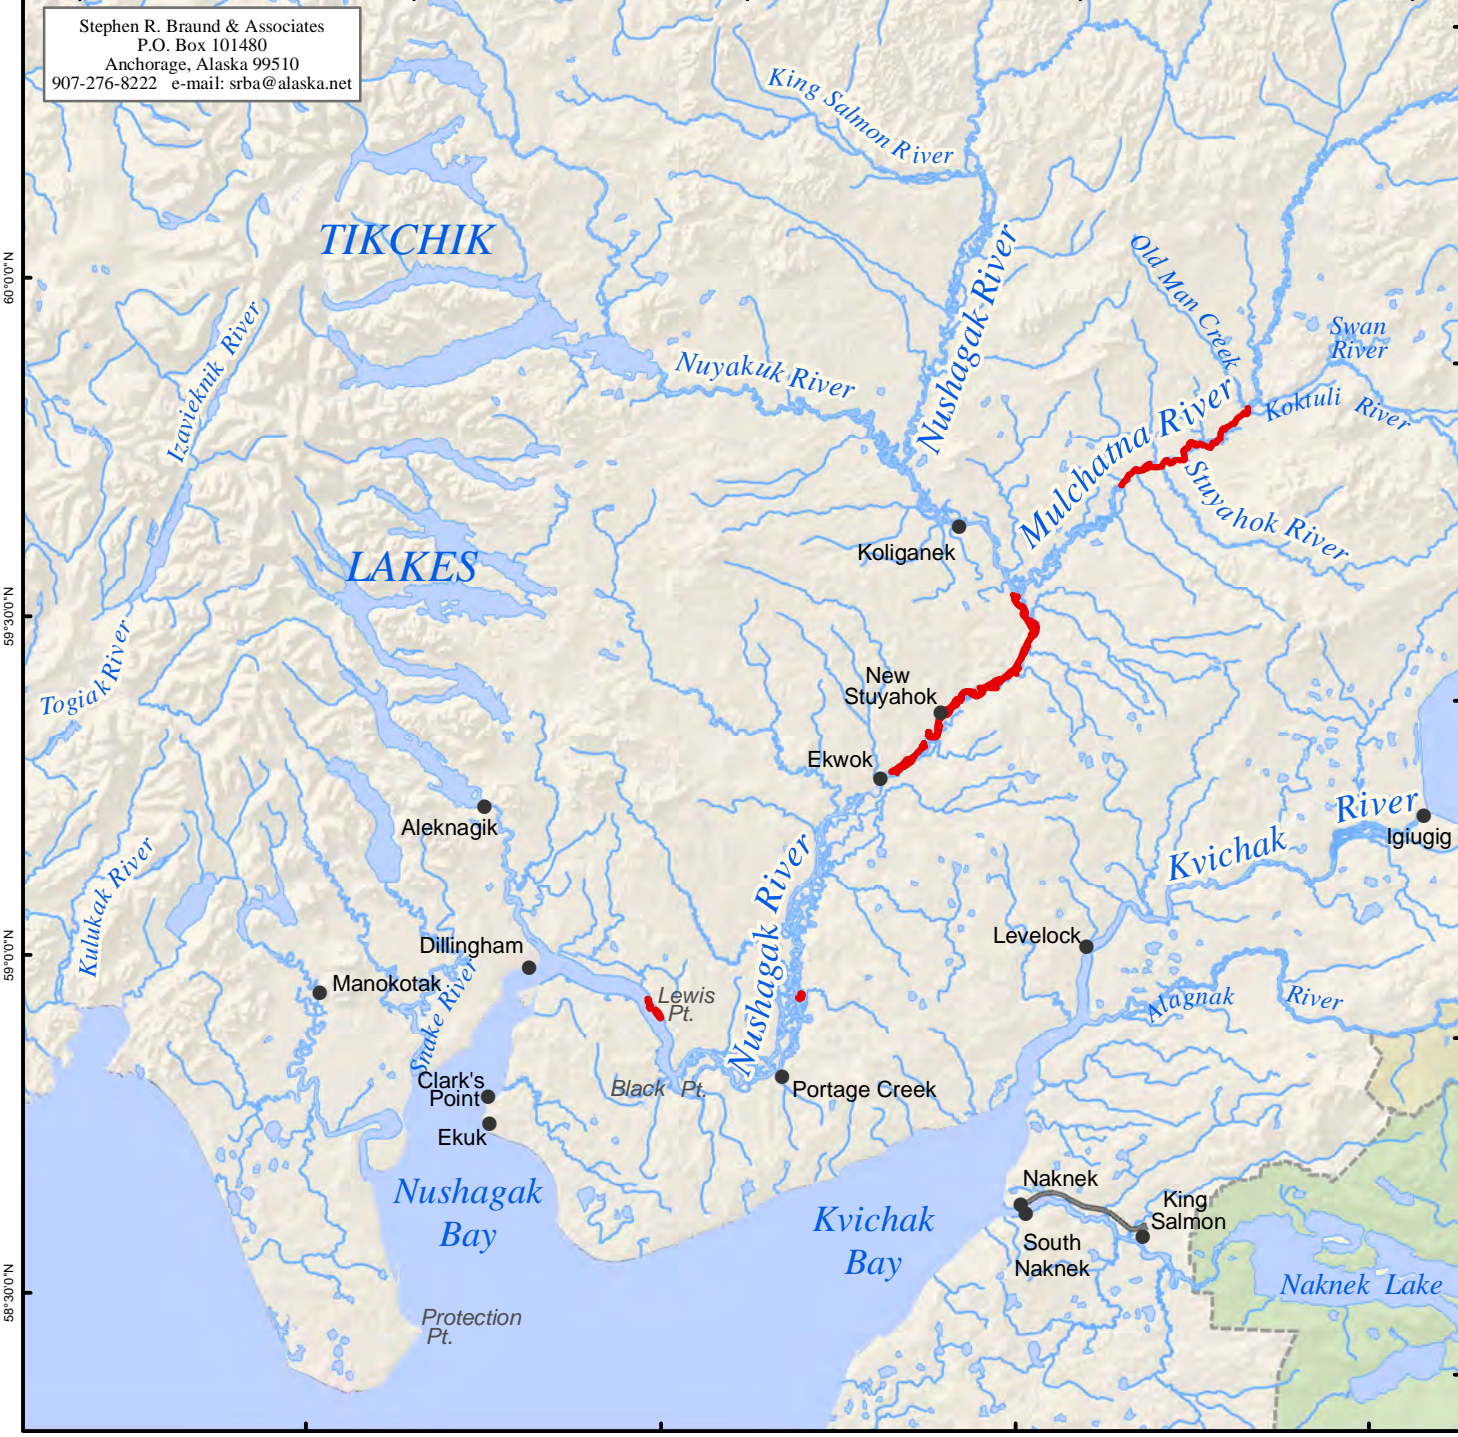 Stephen R. Braund & Associates
P.O. Box 101480
Anchorage, Alaska 99510
907-276-8222 e-mail: srba@alaska.net
King Salmon River
TIKCHIK
Nushagak River
Old Man Creek
60°0'0"N
Swan
River
Izavieknik River
Nuyakuk River
Mulchatna River
Koktuli River
Stuyahok River
Koliganek
LAKES
59°30'0"N
Togiak River
New
Stuyahok
Ekwok
River
Aleknagik
Igiugig
Kvichak
Kulukak River
Nushagak River
Levelock
Dillingham
59°0'0"N
Manokotak
Snake River
Lewis
Pt.
Alagnak River
Clark's
Point
Black Pt.
Portage Creek
Ekuk
Nushagak
Bay
Naknek
King
Salmon
Kvichak
Bay
South
Naknek
58°30'0"N
Naknek Lake
Protection
Pt.